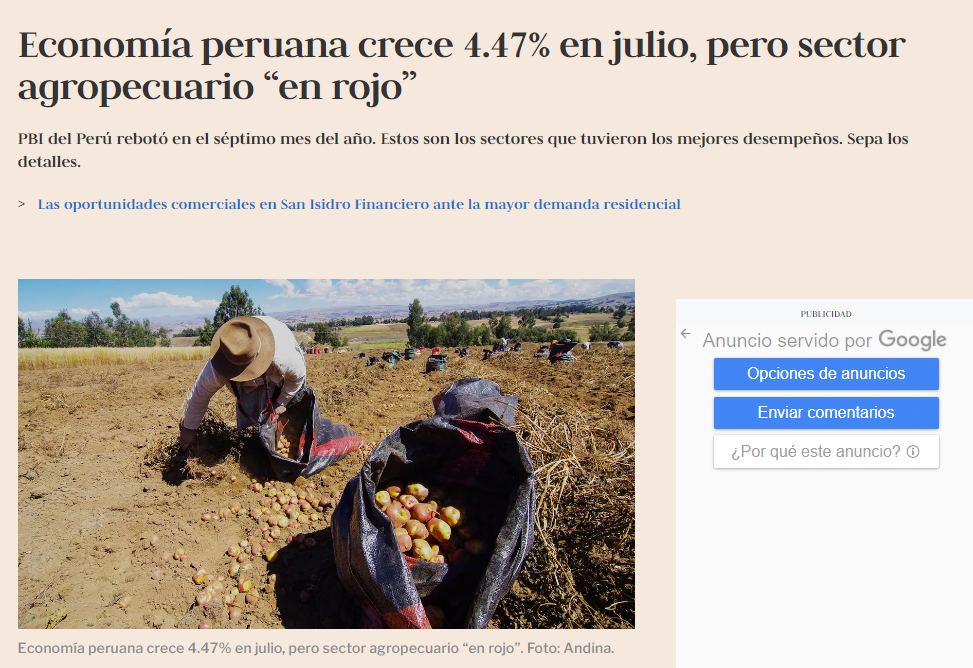 Economía peruana crece 4.47% en julio, pero sector
agropecuario “en rojo”
PBI del Perú rebotó en el séptimo mes del año. Estos son los sectores que tuvieron los mejores desempeños. Sepa los
detalles.
> Las oportunidades comerciales en San Isidro Financiero ante la mayor demanda residencial
PUBLICIDAD
Anuncio servido por Google
Opciones de anuncios
Enviar comentarios
¿Por qué este anuncio?
Economía peruana crece 4.47% en julio, pero sector agropecuario “en rojo”. Foto: Andina.